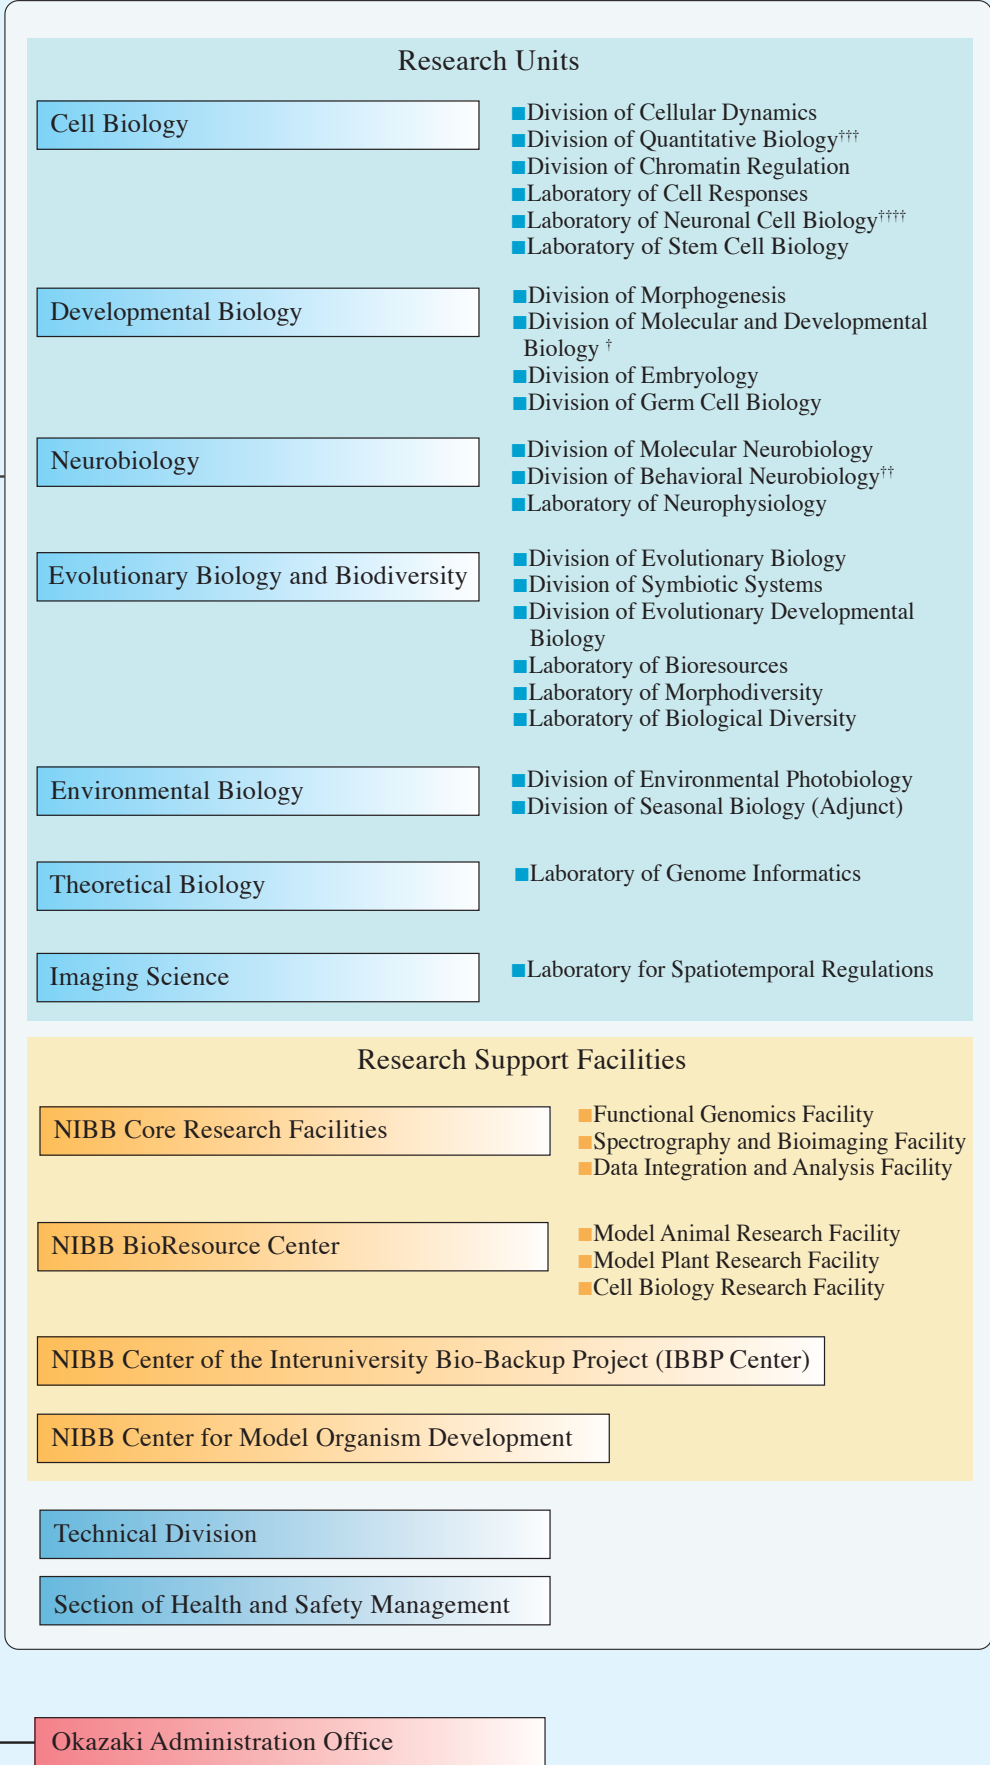 Research Units
Cell Biology
■Division of Cellular Dynamics
■Division of Quantitative Biology†††
■Division of Chromatin Regulation
■Laboratory of Cell Responses
■Laboratory of Neuronal Cell Biology††††
■Laboratory of Stem Cell Biology
Developmental Biology
■Division of Morphogenesis
■Division of Molecular and Developmental
Biology †
■Division of Embryology
■Division of Germ Cell Biology
Neurobiology
■Division of Molecular Neurobiology
■Division of Behavioral Neurobiology††
■Laboratory of Neurophysiology
Evolutionary Biology and Biodiversity
■Division of Evolutionary Biology
■Division of Symbiotic Systems
■Division of Evolutionary Developmental
Biology
■Laboratory of Bioresources
■Laboratory of Morphodiversity
■Laboratory of Biological Diversity
Environmental Biology
■Division of Environmental Photobiology
■Division of Seasonal Biology (Adjunct)
Theoretical Biology
■Laboratory of Genome Informatics
Imaging Science
■Laboratory for Spatiotemporal Regulations
Research Support Facilities
NIBB Core Research Facilities
■Functional Genomics Facility
■Spectrography and Bioimaging Facility
■Data Integration and Analysis Facility
NIBB BioResource Center
■Model Animal Research Facility
■Model Plant Research Facility
■Cell Biology Research Facility
NIBB Center of the Interuniversity Bio-Backup Project (IBBP Center)
NIBB Center for Model Organism Development
Technical Division
Section of Health and Safety Management
Okazaki Administration Office